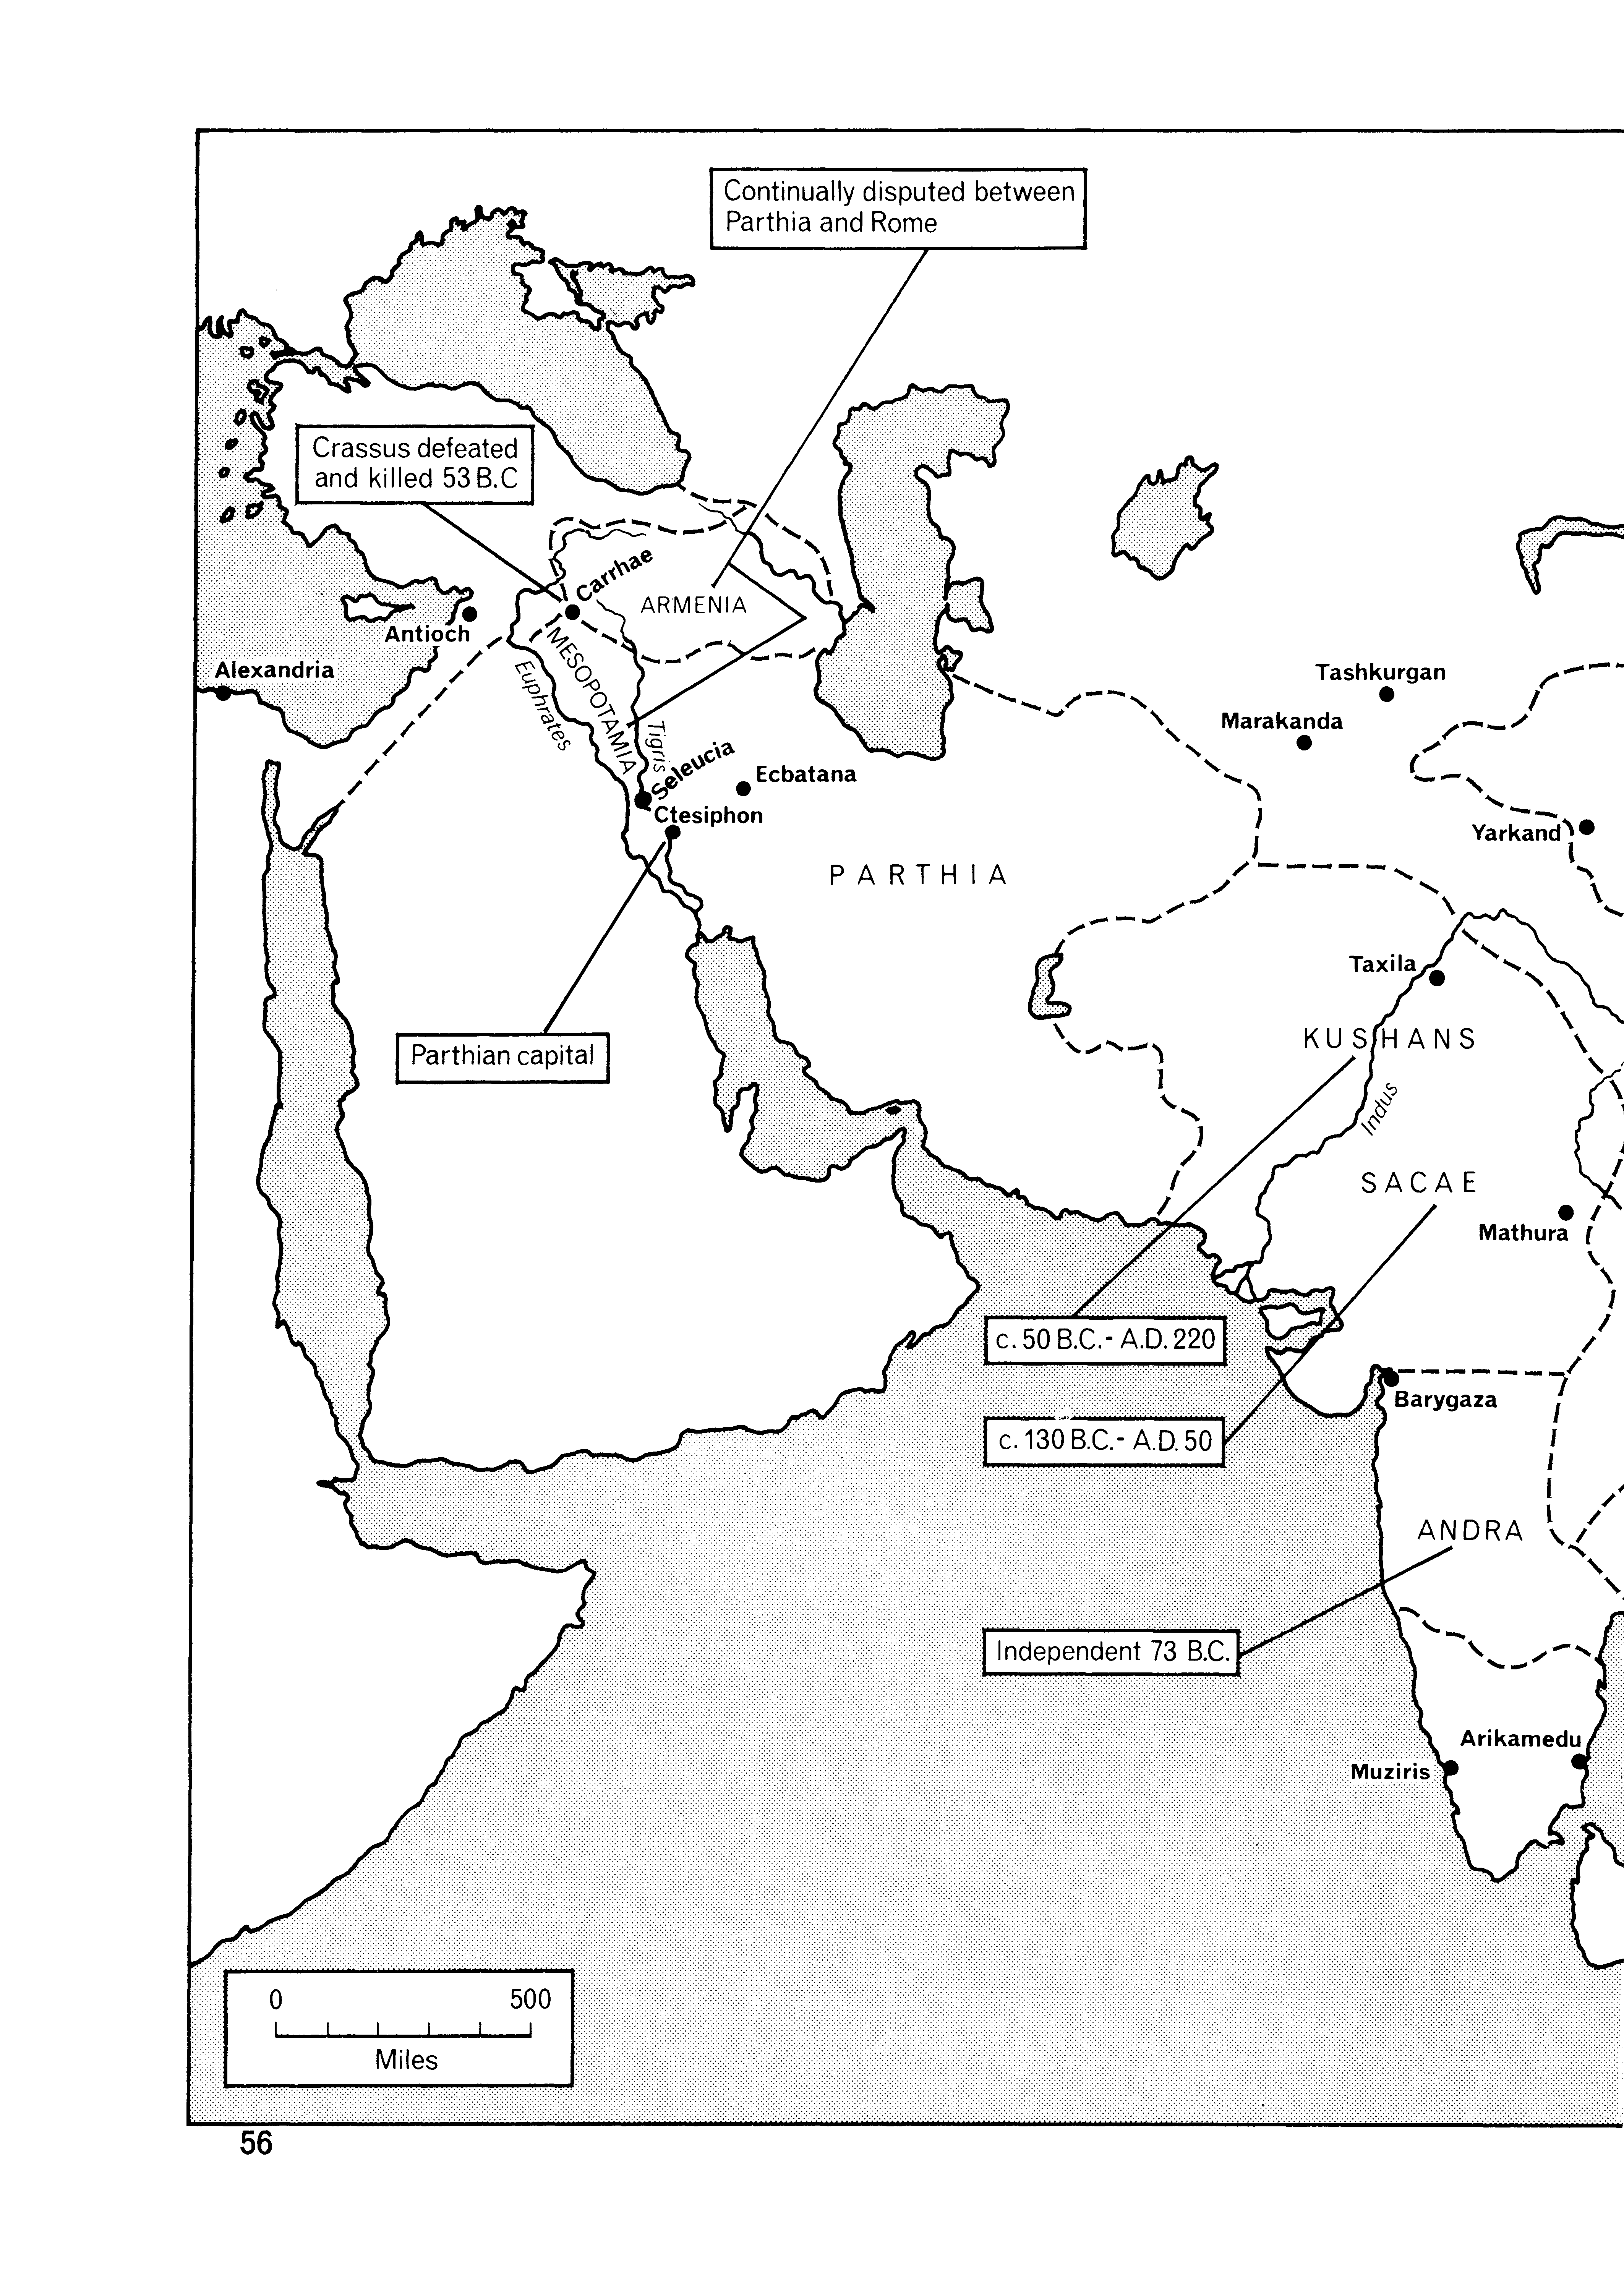 Continually disputed between
Parthia and Rome
Crassus defeated
and killed 53 B.C
Carrhae
ARMENIA
Antioch
Alexandria
MESOPOTAMIA
Euphrates
Tigris
Seleucia
Ecbatana
Ctesiphon
PARTHIA
Tashkurgan
Marakanda
Yarkand
Taxila
KUSHANS
Parthian capital
Indus
SACAE
Mathura
c. 50 B.C.- A.D. 220
Barygaza
c. 130 B.C.- A.D. 50
ANDRA
Independent 73 B.C.
Arikamedu
Muziris
0 500
Miles
56